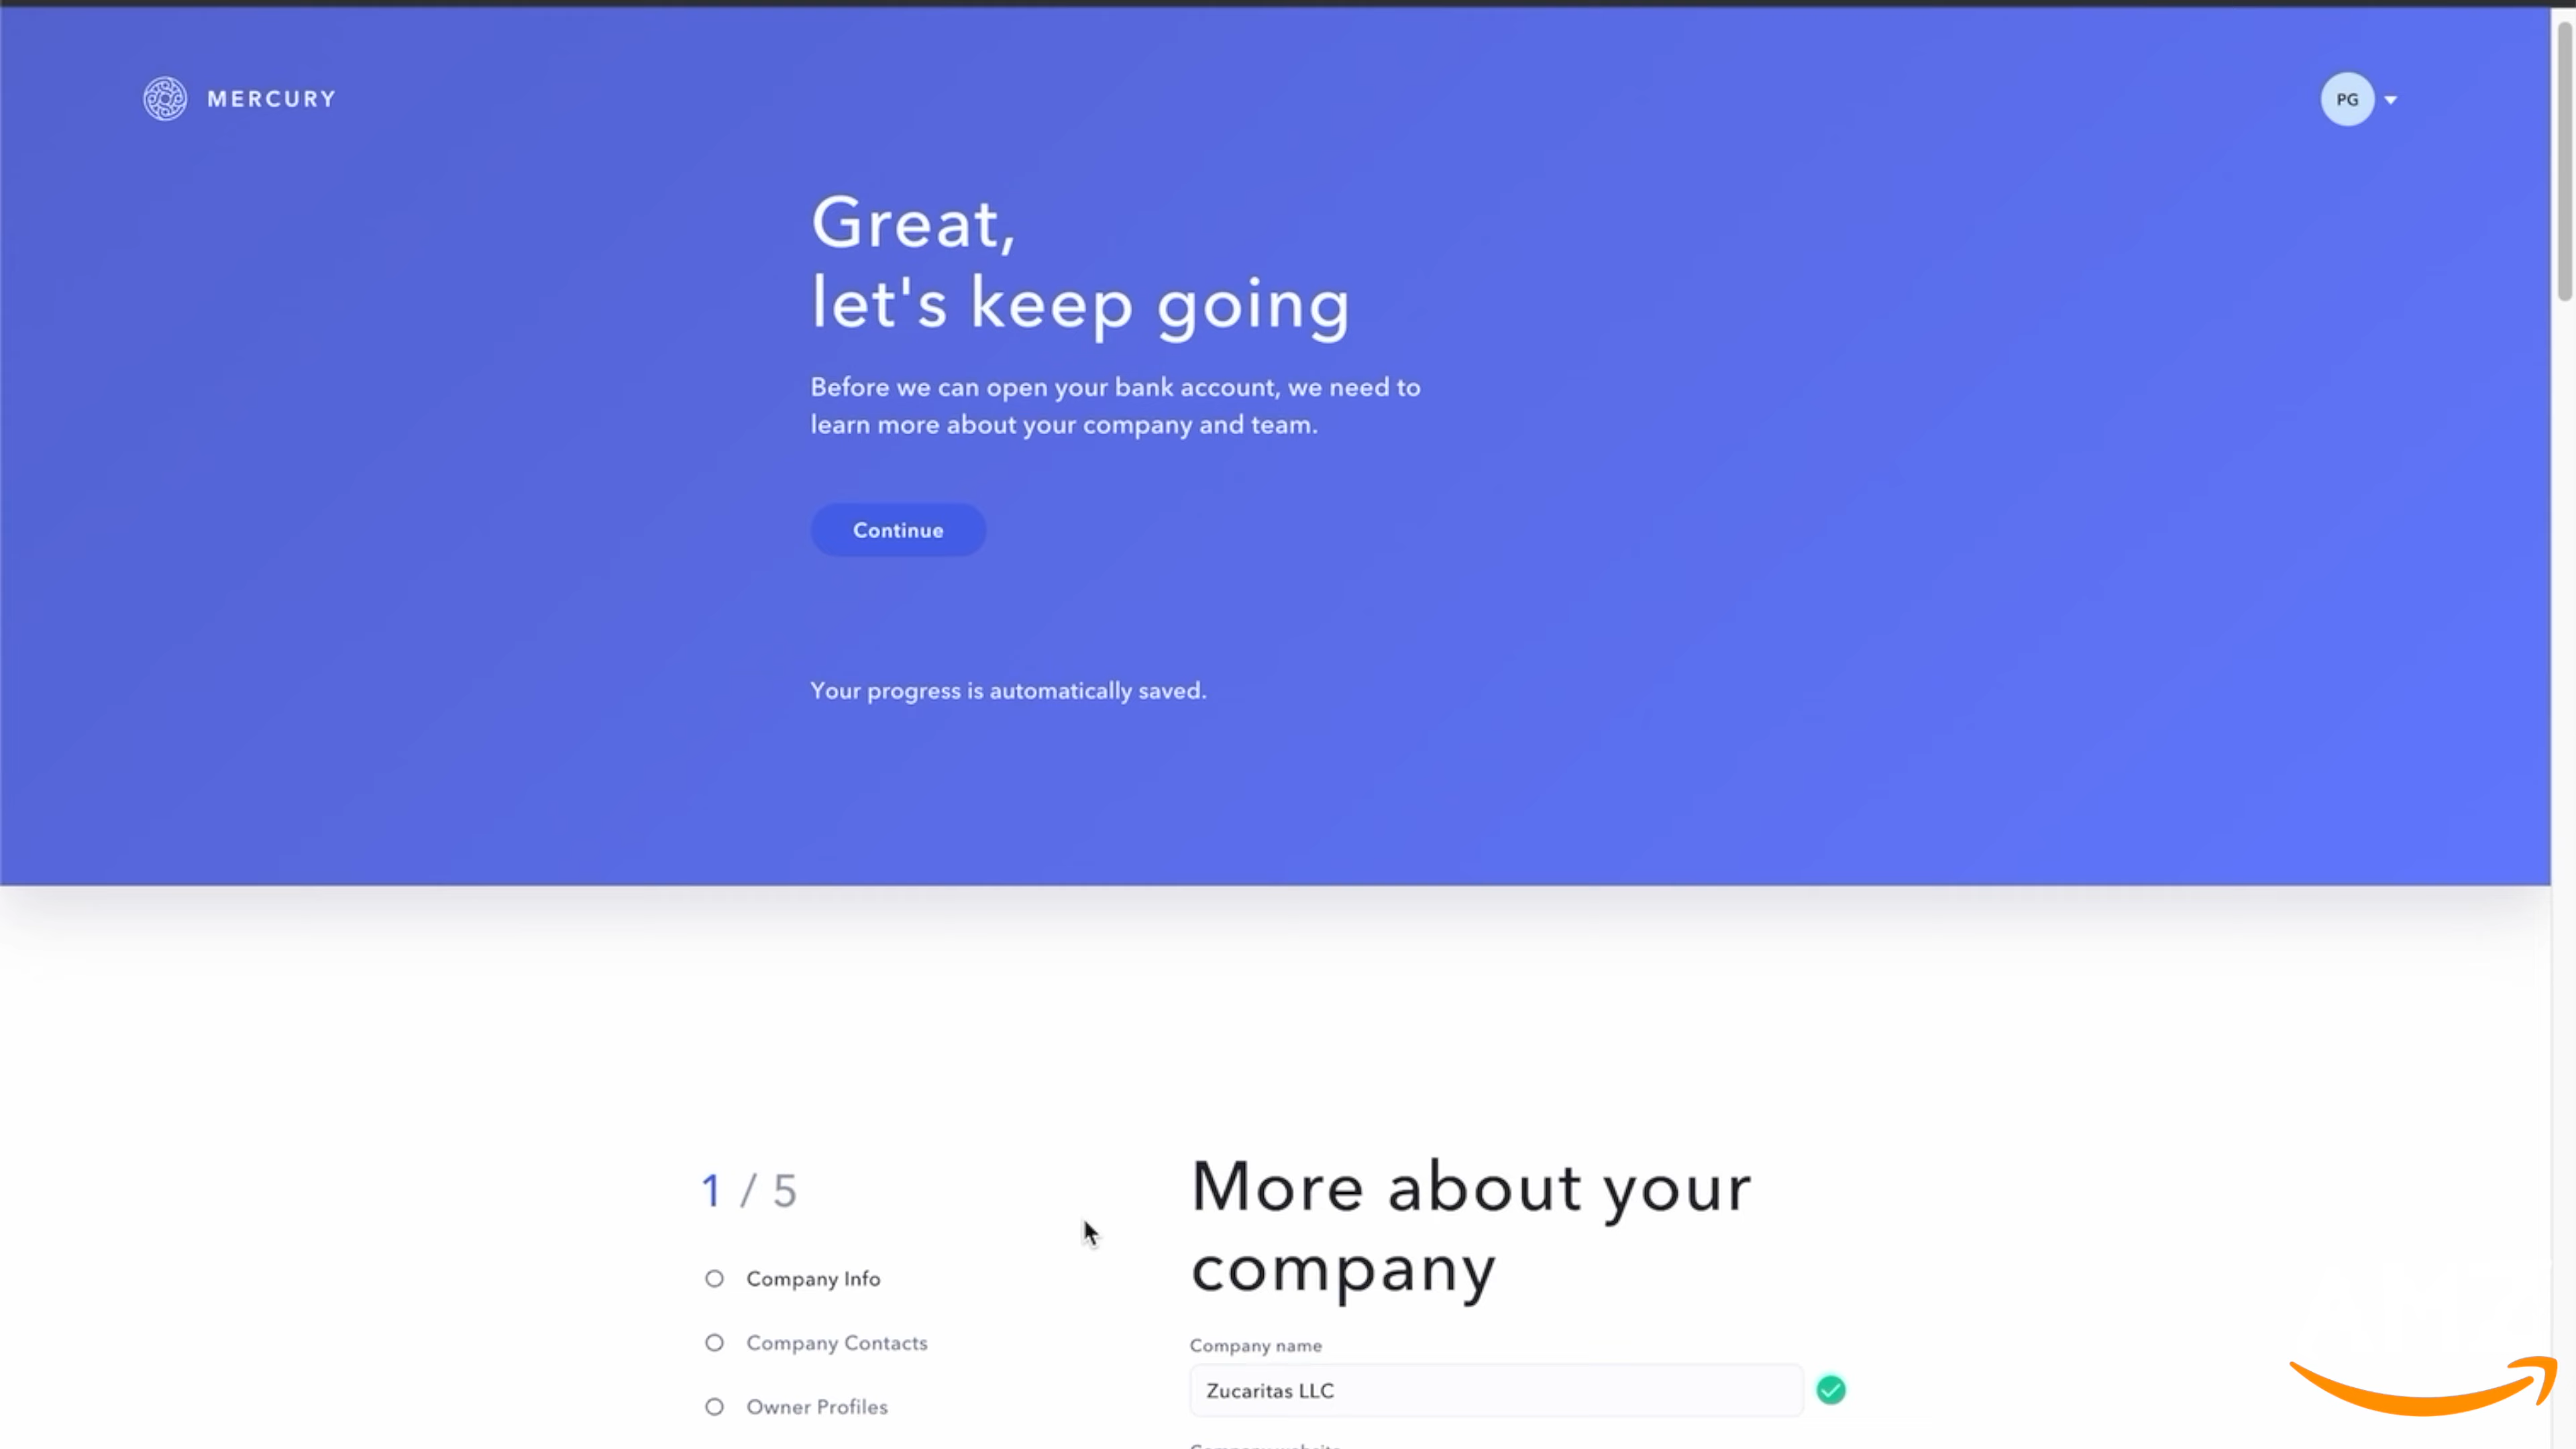 MERCURY
PG
Great,
let's keep going
Before we can open your bank account, we need to
learn more about your company and team.
Continue
Your progress is automatically saved.
1 / 5
Company Info
Company Contacts
Owner Profiles
More about your
company
Company name
Zucaritas LLC